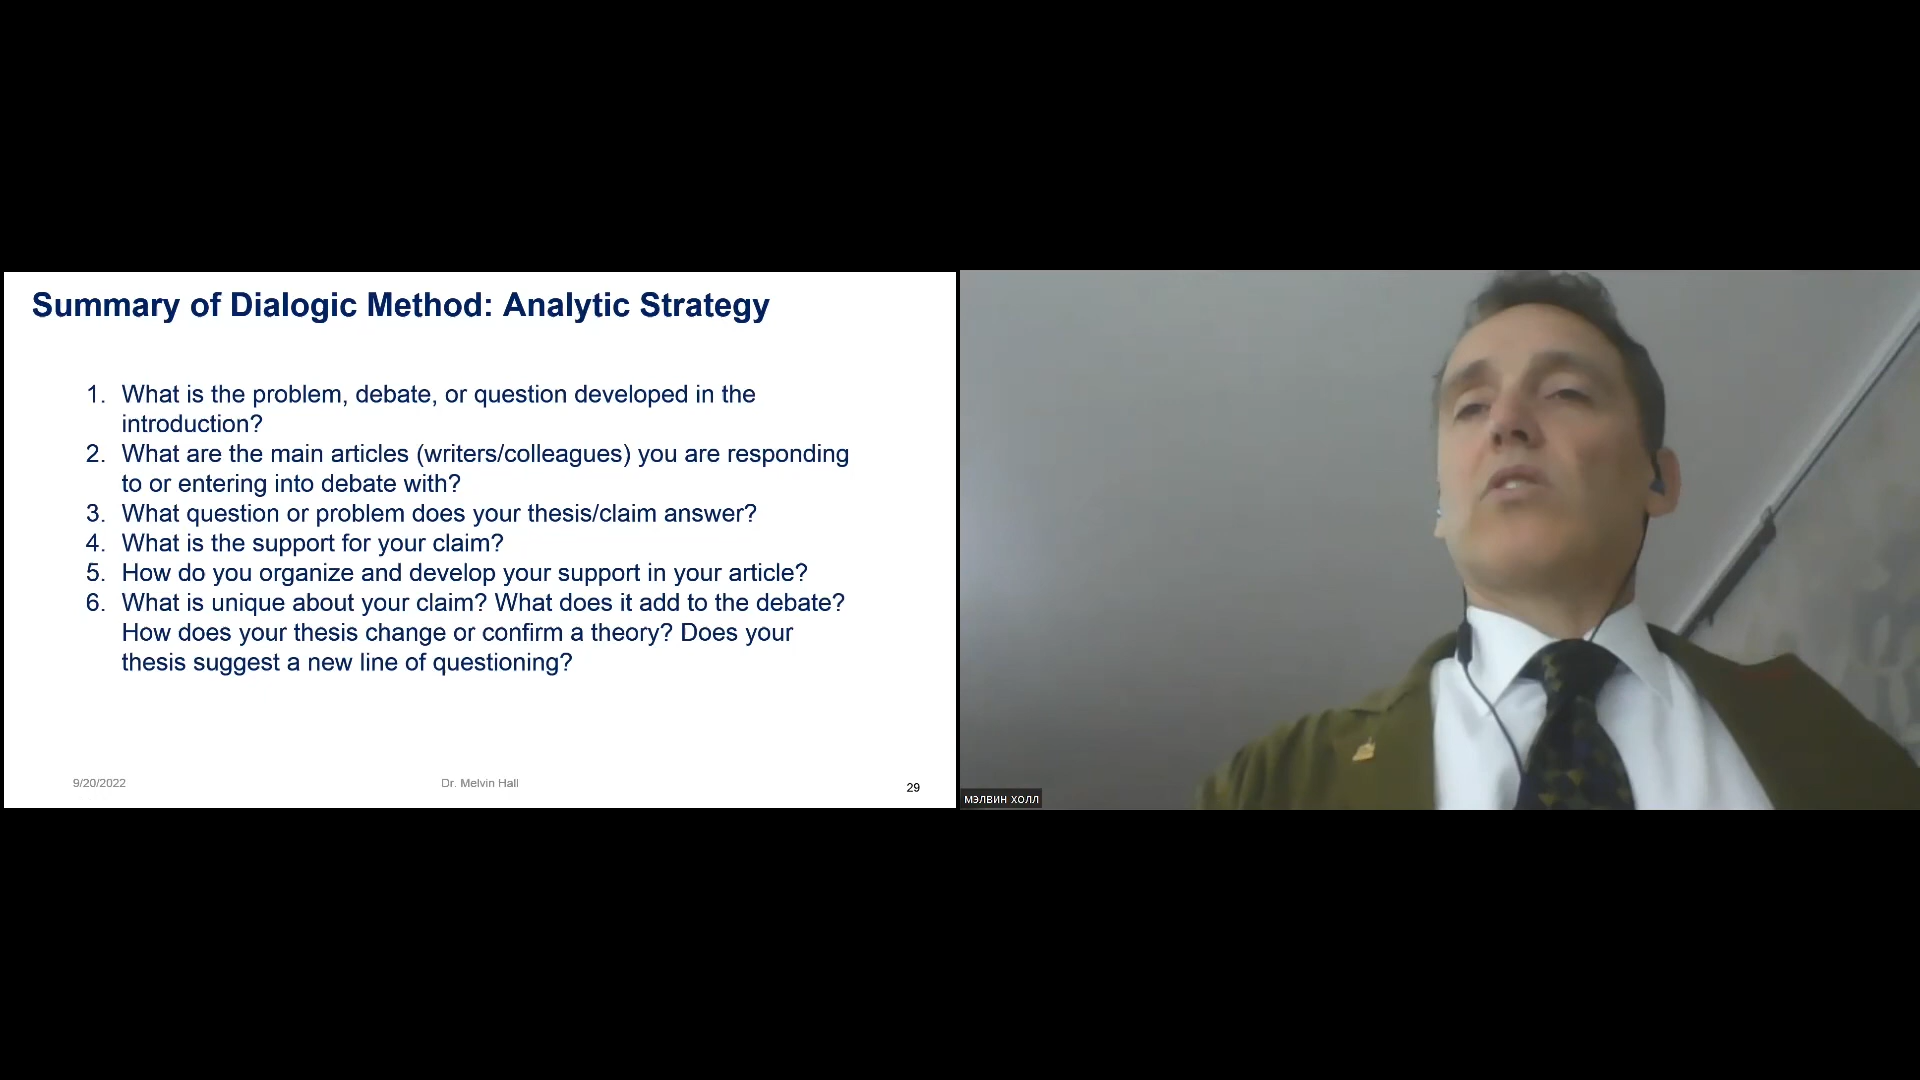 Summary of Dialogic Method: Analytic Strategy
1. What is the problem, debate, or question developed in the
introduction?
2. What are the main articles (writers/colleagues) you are responding
to or entering into debate with?
3. What question or problem does your thesis/claim answer?
4. What is the support for your claim?
5. How do you organize and develop your support in your article?
6. What is unique about your claim? What does it add to the debate?
How does your thesis change or confirm a theory? Does your
thesis suggest a new line of questioning?
9/20/2022
Dr. Melvin Hall
29
мэлвин холл